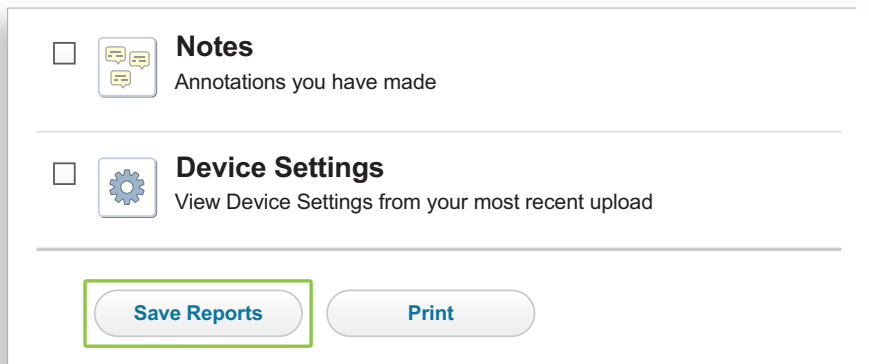 Notes
Annotations you have made
Device Settings
View Device Settings from your most recent upload
Save Reports
Print